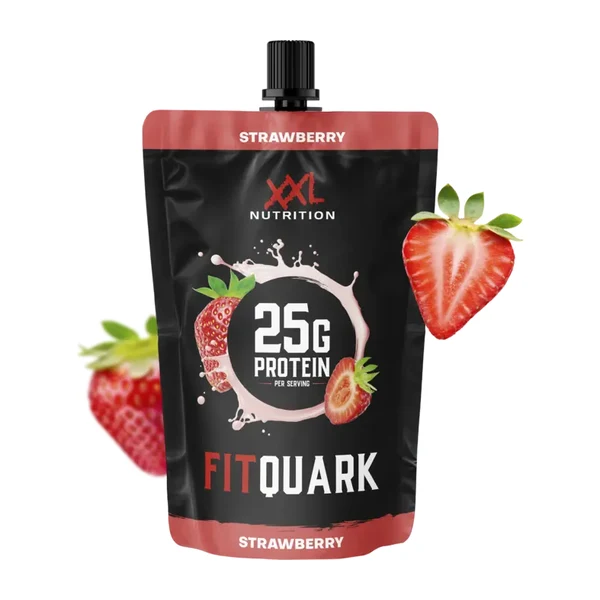 STRAWBERRY
XXL
NUTRITION
25G
PROTEIN
PER SERVING
FITQUARK
STRAWBERRY